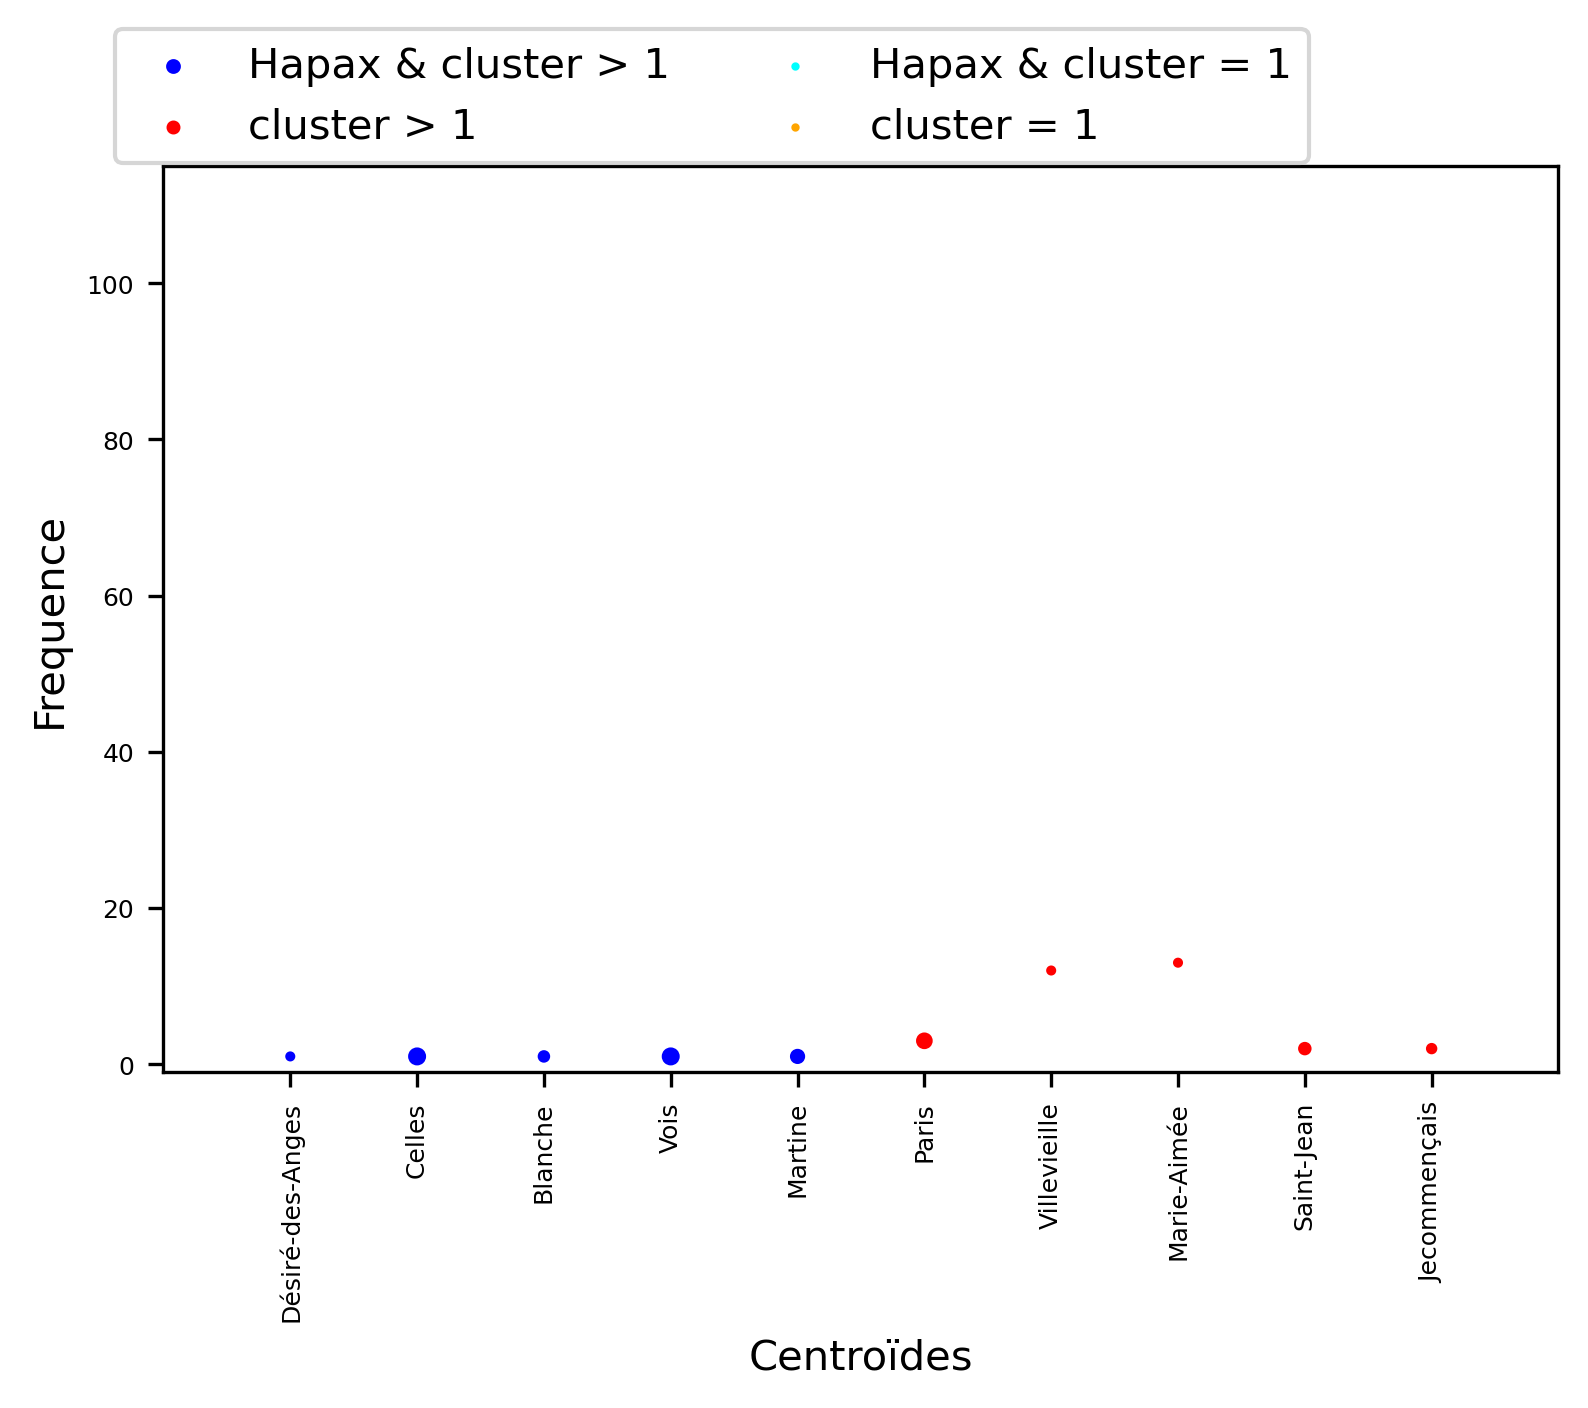 Hapax & cluster > 1
cluster > 1
Hapax & cluster = 1
cluster = 1
Frequence
100
80
60
40
20
0
Désiré-des-Anges
Celles
Blanche
Vois
Martine
Paris
Villevieille
Marie-Aimée
Saint-Jean
Jecommençais
Centroïdes